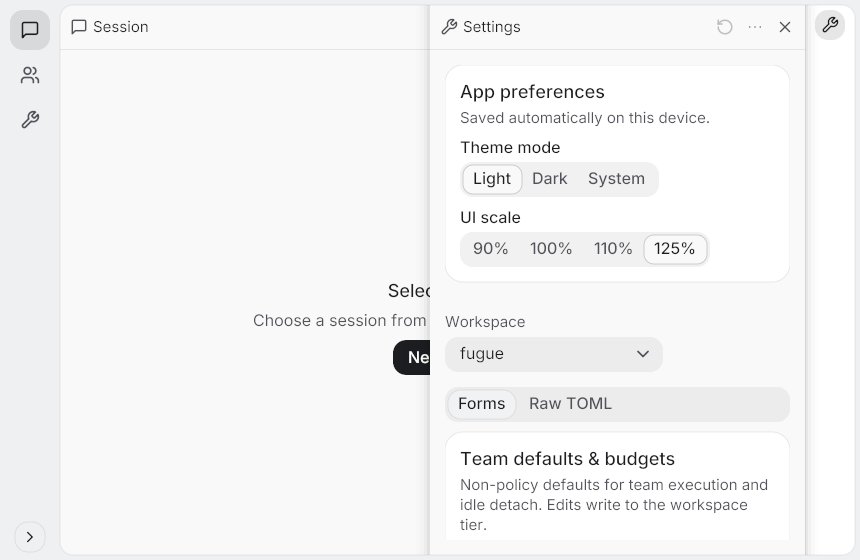 Session
Selec
Choose a session from
Ne
Settings
App preferences
Saved automatically on this device.
Theme mode
Light Dark System
UI scale
90% 100% 110% 125%
Workspace
fugue
Forms Raw TOML
Team defaults & budgets
Non-policy defaults for team execution and
idle detach. Edits write to the workspace
tier.